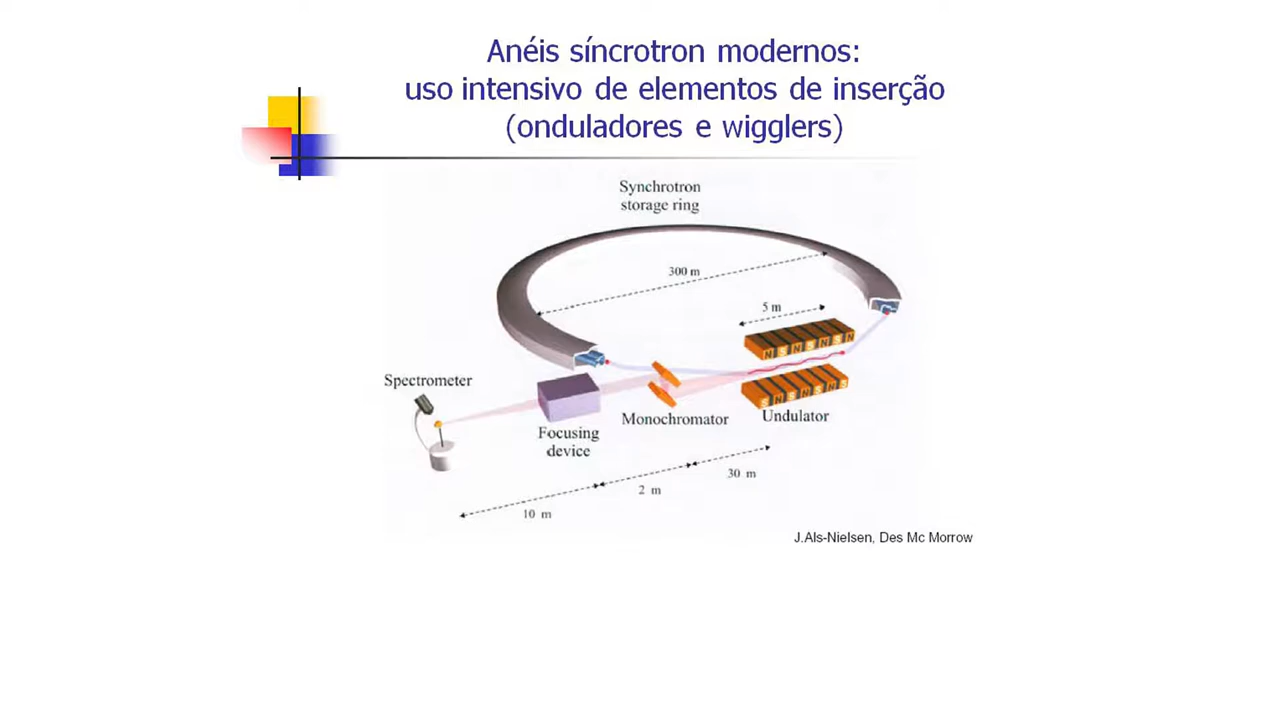 Anéis síncrotron modernos:
uso intensivo de elementos de inserção
(onduladores e wigglers)
Synchrotron
storage ring
300 m
5 m
N S N S N S N
S N S N S N S
Spectrometer
Monochromator
Undulator
Focusing
device
30 m
2 m
10 m
J.Als-Nielsen, Des Mc Morrow